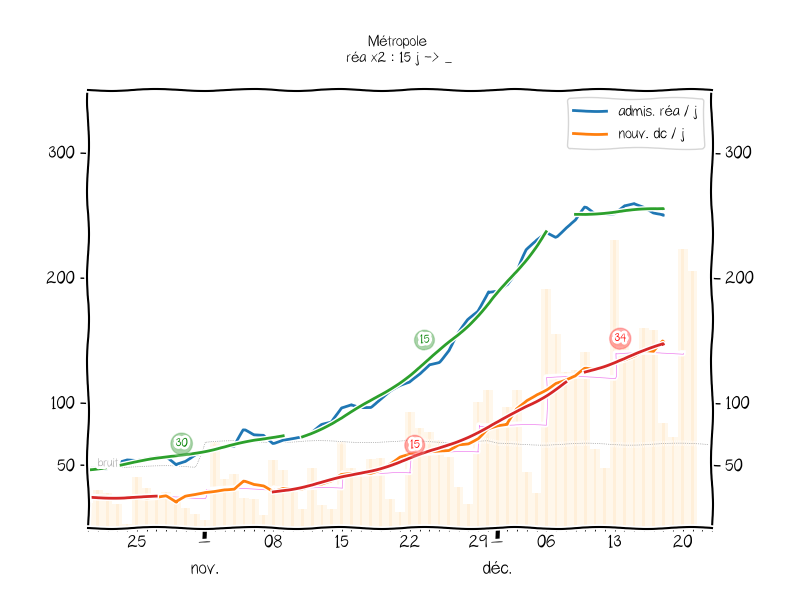 Métropole
réa x2 : 15 j -> _
admis. réa / j
nouv. dc / j
300
300
200
200
100
100
50
50
bruit
30
15
15
34
25
08
15
22
29
06
13
20
nov.
déc.